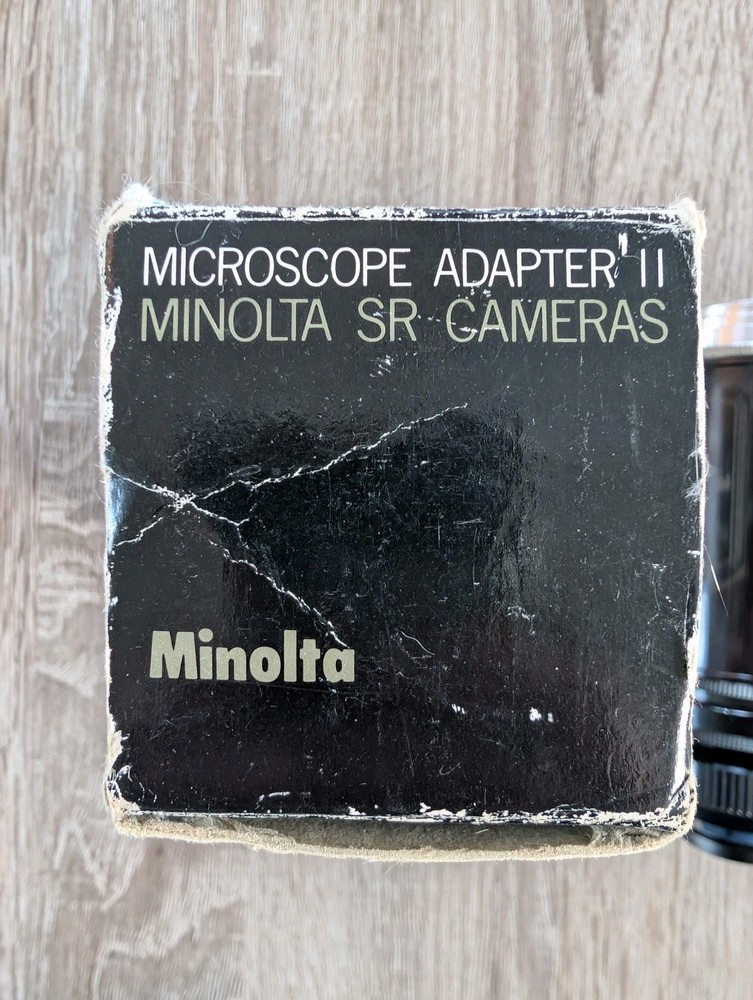 MICROSCOPE ADAPTER II
MINOLTA SR CAMERAS
Minolta